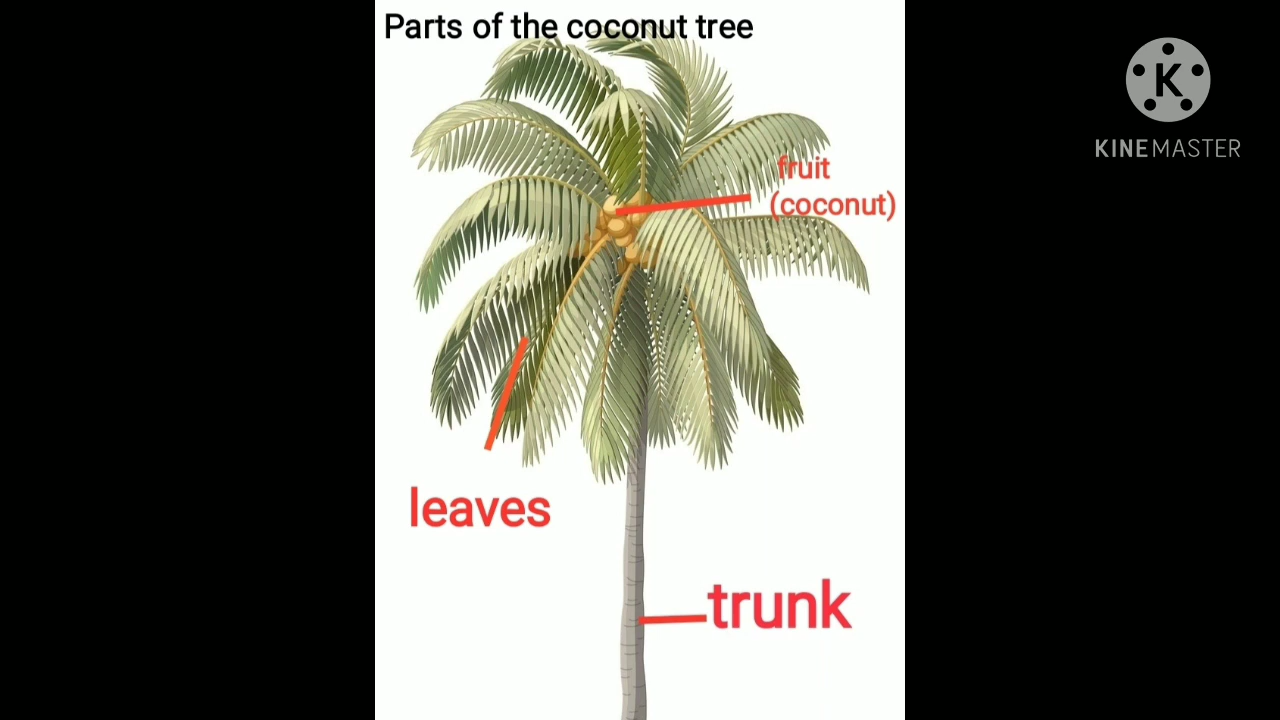 Parts of the coconut tree
fruit
(coconut)
leaves
trunk
K
KINEMASTER